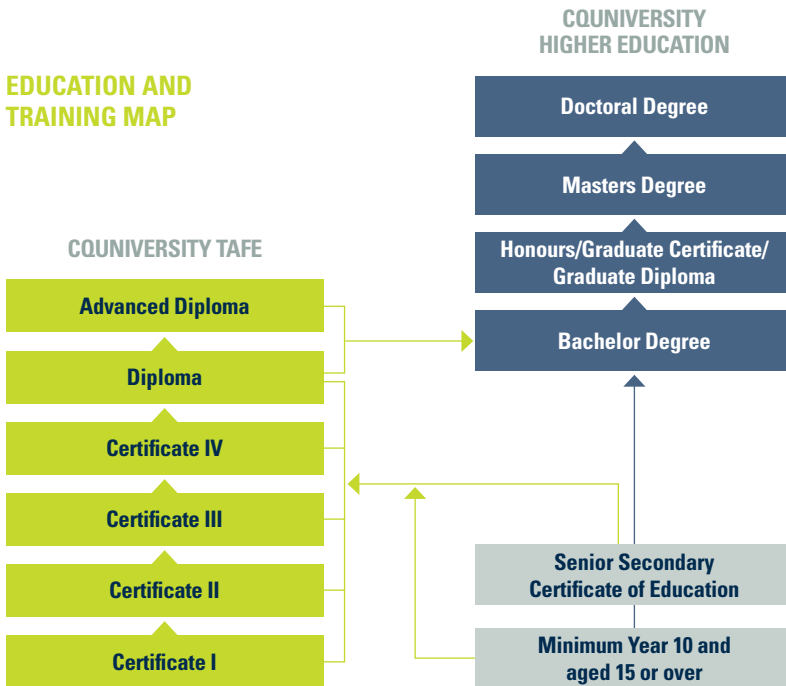 EDUCATION AND
TRAINING MAP
CQUNIVERSITY
HIGHER EDUCATION
Doctoral Degree
Masters Degree
Honours/Graduate Certificate/
Graduate Diploma
Bachelor Degree
CQUNIVERSITY TAFE
Advanced Diploma
Diploma
Certificate IV
Certificate III
Certificate II
Certificate I
Senior Secondary
Certificate of Education
Minimum Year 10 and
aged 15 or over